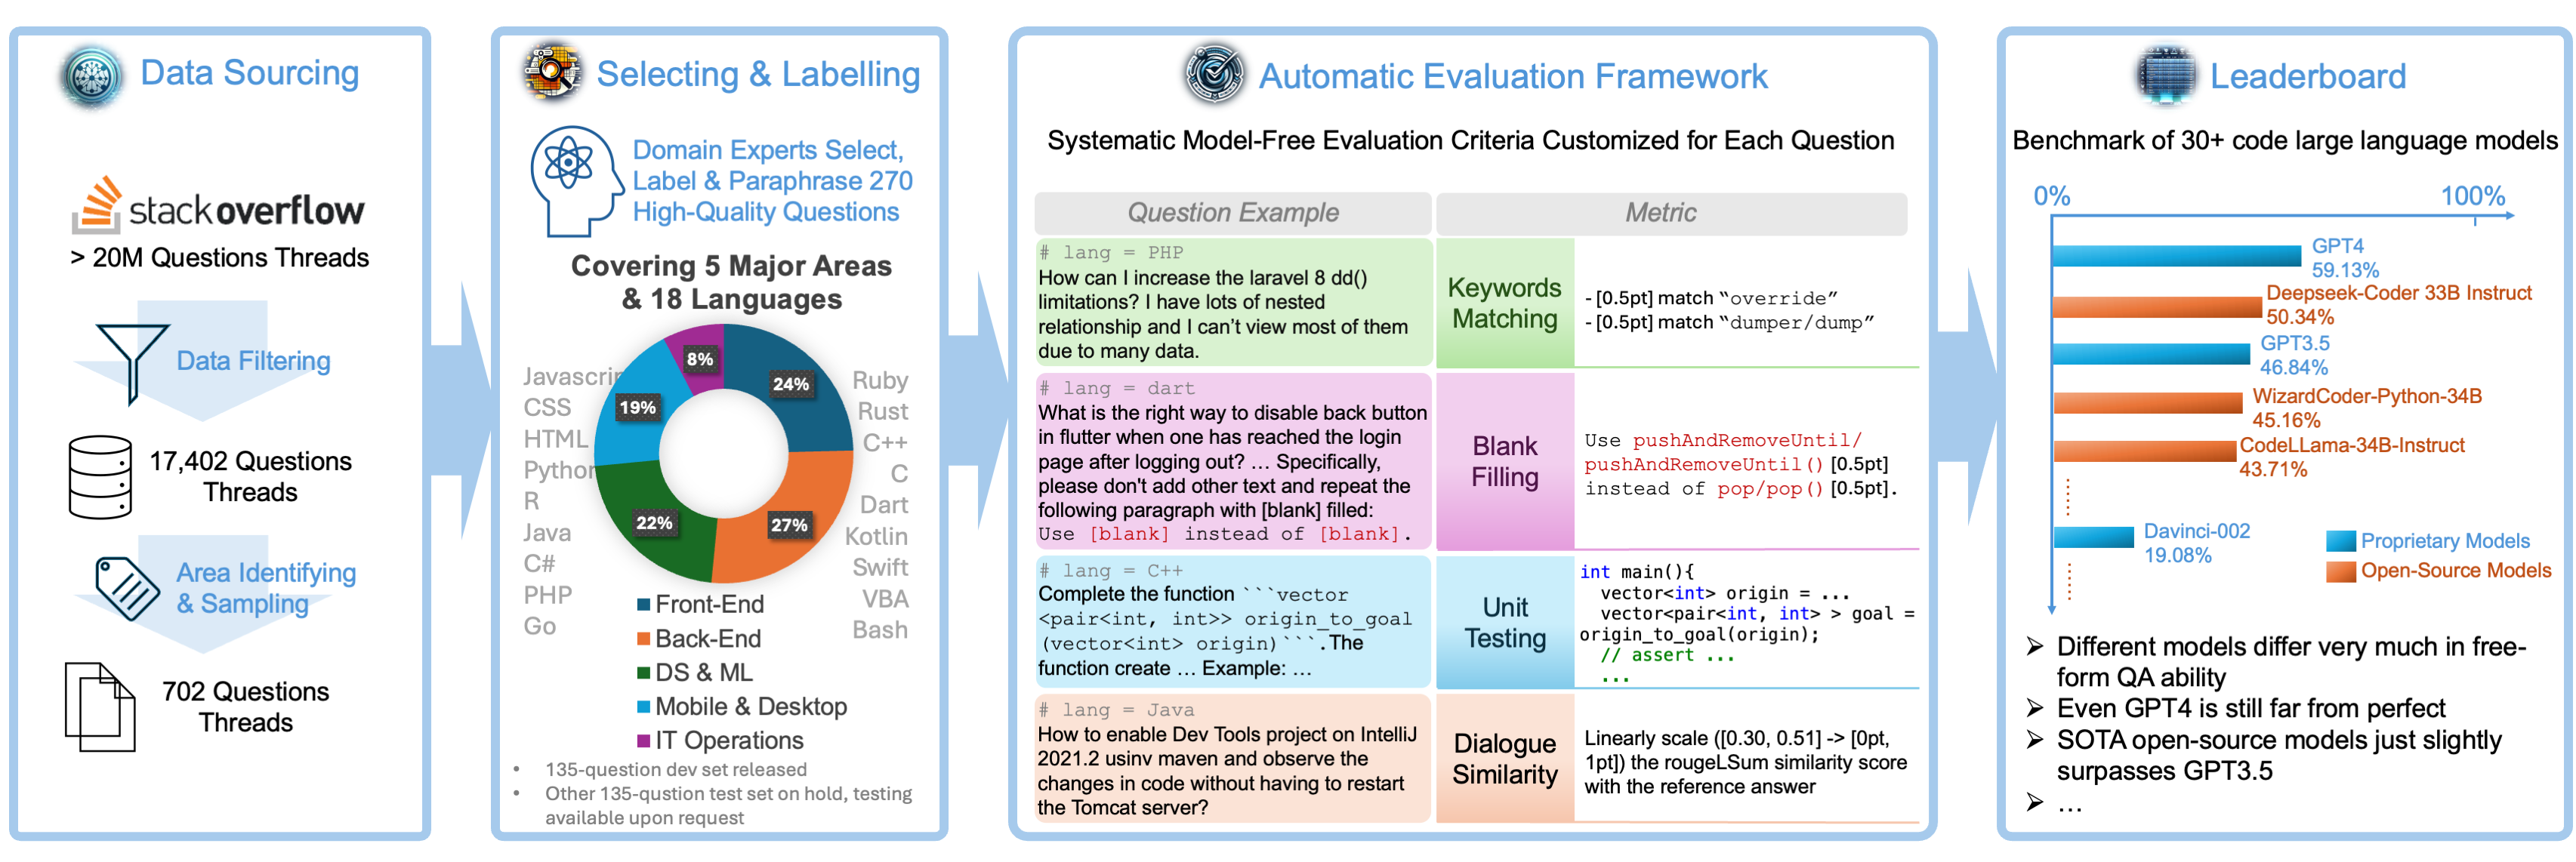 Data Sourcing
stackoverflow
> 20M Questions Threads
Data Filtering
17,402 Questions
Threads
Area Identifying
& Sampling
702 Questions
Threads
Selecting & Labelling
Domain Experts Select,
Label & Paraphrase 270
High-Quality Questions
Covering 5 Major Areas
& 18 Languages
Javascrip
CSS
HTML
Python
R
Java
C#
PHP
Go
8%
24%
19%
22%
27%
Ruby
Rust
C++
C
Dart
Kotlin
Swift
VBA
Bash
Front-End
Back-End
DS & ML
Mobile & Desktop
IT Operations
• 135-question dev set released
• Other 135-qustion test set on hold, testing
available upon request
Automatic Evaluation Framework
Systematic Model-Free Evaluation Criteria Customized for Each Question
Question Example
Metric
# lang = PHP
How can I increase the laravel 8 dd()
limitations? I have lots of nested
relationship and I can't view most of them
due to many data.
Keywords
Matching
- [0.5pt] match “override”
- [0.5pt] match “dumper/dump”
# lang = dart
What is the right way to disable back button
in flutter when one has reached the login
page after logging out? ... Specifically,
please don't add other text and repeat the
following paragraph with [blank] filled:
Use [blank] instead of [blank].
Blank
Filling
Use pushAndRemoveUntil/
pushAndRemoveUntil() [0.5pt]
instead of pop/pop() [0.5pt].
# lang = C++
Complete the function ```vector
<pair<int, int>> origin_to_goal
(vector<int> origin)```.The
function create ... Example: ...
Unit
Testing
int main(){
vector<int> origin = ...
vector<pair<int, int> > goal =
origin_to_goal(origin);
// assert ...
...
# lang = Java
How to enable Dev Tools project on IntelliJ
2021.2 usinv maven and observe the
changes in code without having to restart
the Tomcat server?
Dialogue
Similarity
Linearly scale ([0.30, 0.51] -> [0pt,
1pt]) the rougeLSum similarity score
with the reference answer
Leaderboard
Benchmark of 30+ code large language models
0%
100%
GPT4
59.13%
Deepseek-Coder 33B Instruct
50.34%
GPT3.5
46.84%
WizardCoder-Python-34B
45.16%
CodeLLama-34B-Instruct
43.71%
Davinci-002
19.08%
Proprietary Models
Open-Source Models
➢ Different models differ very much in free-
form QA ability
➢ Even GPT4 is still far from perfect
➢ SOTA open-source models just slightly
surpasses GPT3.5
➢ ...